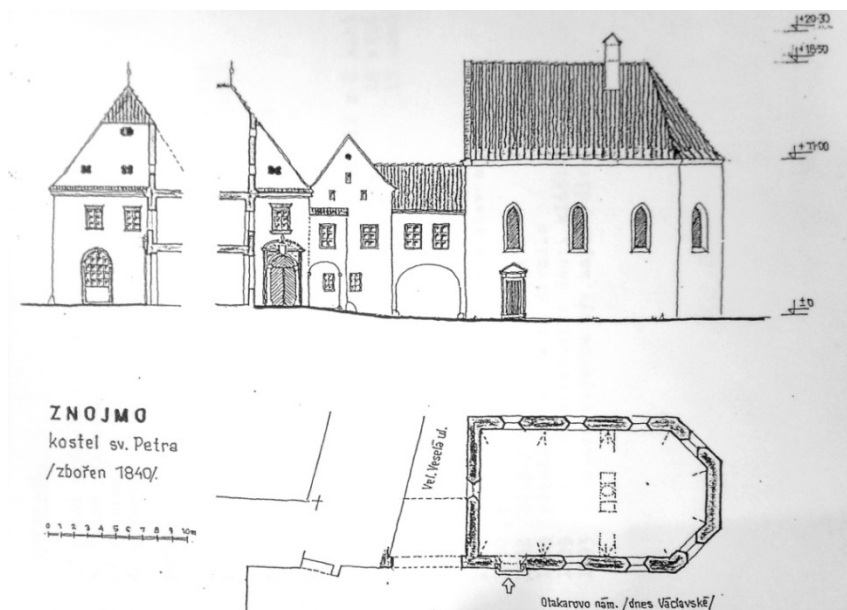 +20·30
+18·50
+11·00
±0
ZNOJMO
kostel sv. Petra
/zbořen 1840/.
0 1 2 3 4 5 6 7 8 9 10m
Vel. Veselá ul.
Otakarovo nám. /dnes Václavské/